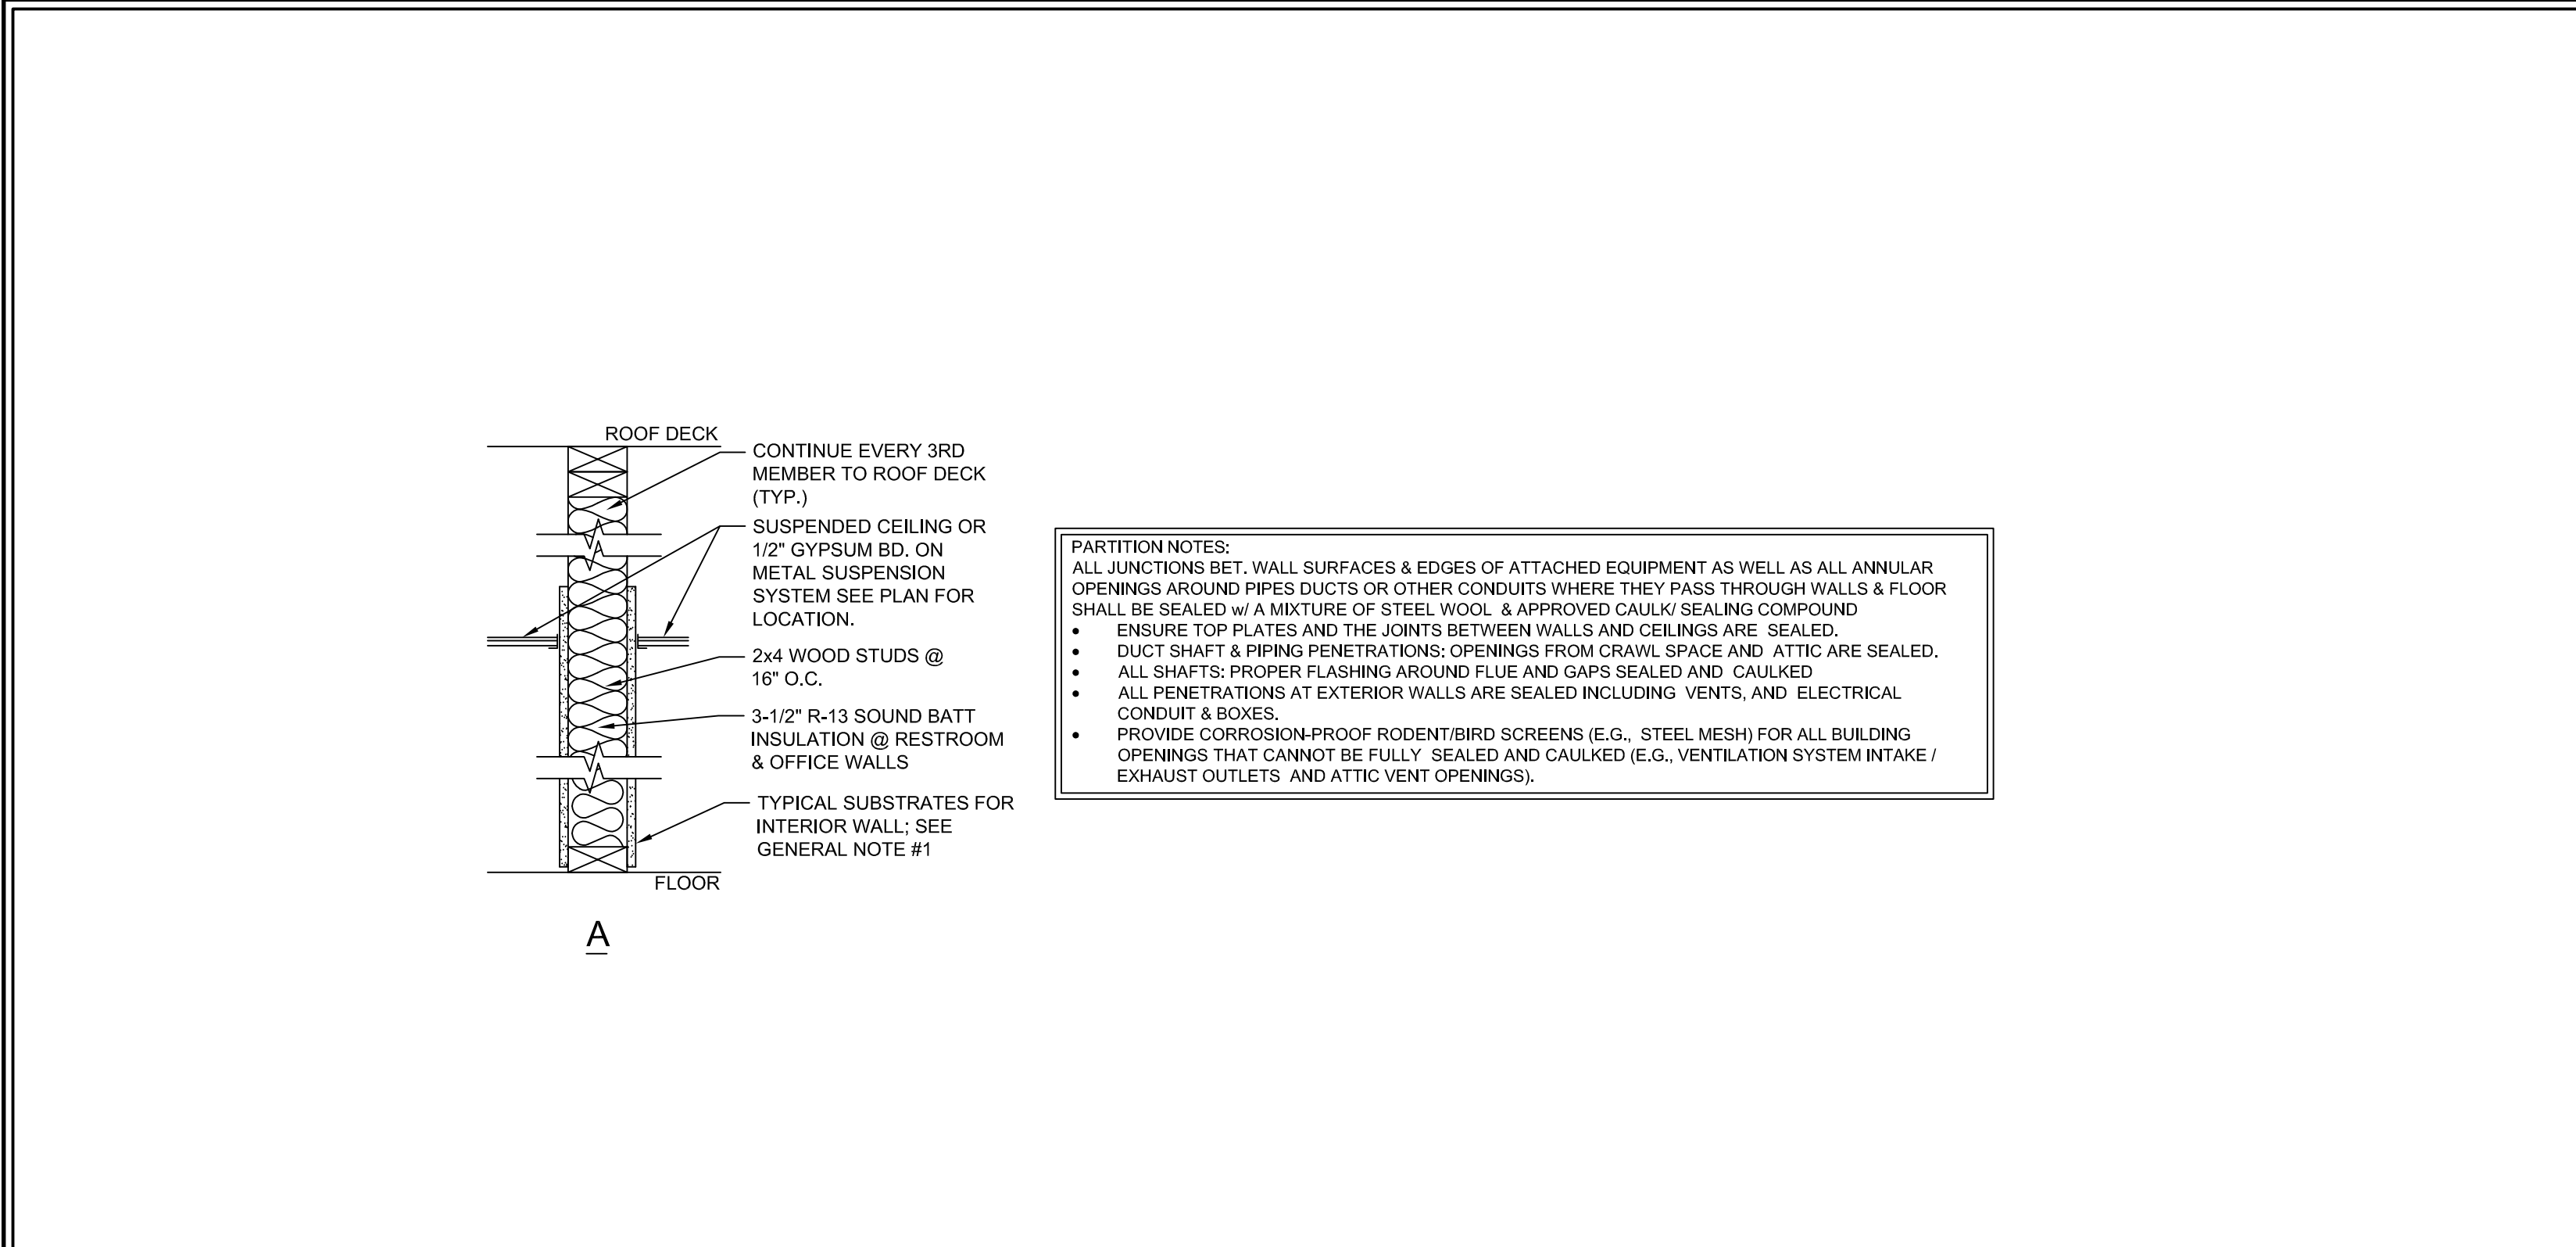 ROOF DECK
CONTINUE EVERY 3RD
MEMBER TO ROOF DECK
(TYP.)
SUSPENDED CEILING OR
1/2" GYPSUM BD. ON
METAL SUSPENSION
SYSTEM SEE PLAN FOR
LOCATION.
2x4 WOOD STUDS @
16" O.C.
3-1/2" R-13 SOUND BATT
INSULATION @ RESTROOM
& OFFICE WALLS
TYPICAL SUBSTRATES FOR
INTERIOR WALL; SEE
GENERAL NOTE #1
FLOOR
A
PARTITION NOTES:
ALL JUNCTIONS BET. WALL SURFACES & EDGES OF ATTACHED EQUIPMENT AS WELL AS ALL ANNULAR
OPENINGS AROUND PIPES DUCTS OR OTHER CONDUITS WHERE THEY PASS THROUGH WALLS & FLOOR
SHALL BE SEALED w/ A MIXTURE OF STEEL WOOL & APPROVED CAULK/ SEALING COMPOUND
• ENSURE TOP PLATES AND THE JOINTS BETWEEN WALLS AND CEILINGS ARE SEALED.
• DUCT SHAFT & PIPING PENETRATIONS: OPENINGS FROM CRAWL SPACE AND ATTIC ARE SEALED.
• ALL SHAFTS: PROPER FLASHING AROUND FLUE AND GAPS SEALED AND CAULKED
• ALL PENETRATIONS AT EXTERIOR WALLS ARE SEALED INCLUDING VENTS, AND ELECTRICAL
CONDUIT & BOXES.
• PROVIDE CORROSION-PROOF RODENT/BIRD SCREENS (E.G., STEEL MESH) FOR ALL BUILDING
OPENINGS THAT CANNOT BE FULLY SEALED AND CAULKED (E.G., VENTILATION SYSTEM INTAKE /
EXHAUST OUTLETS AND ATTIC VENT OPENINGS).